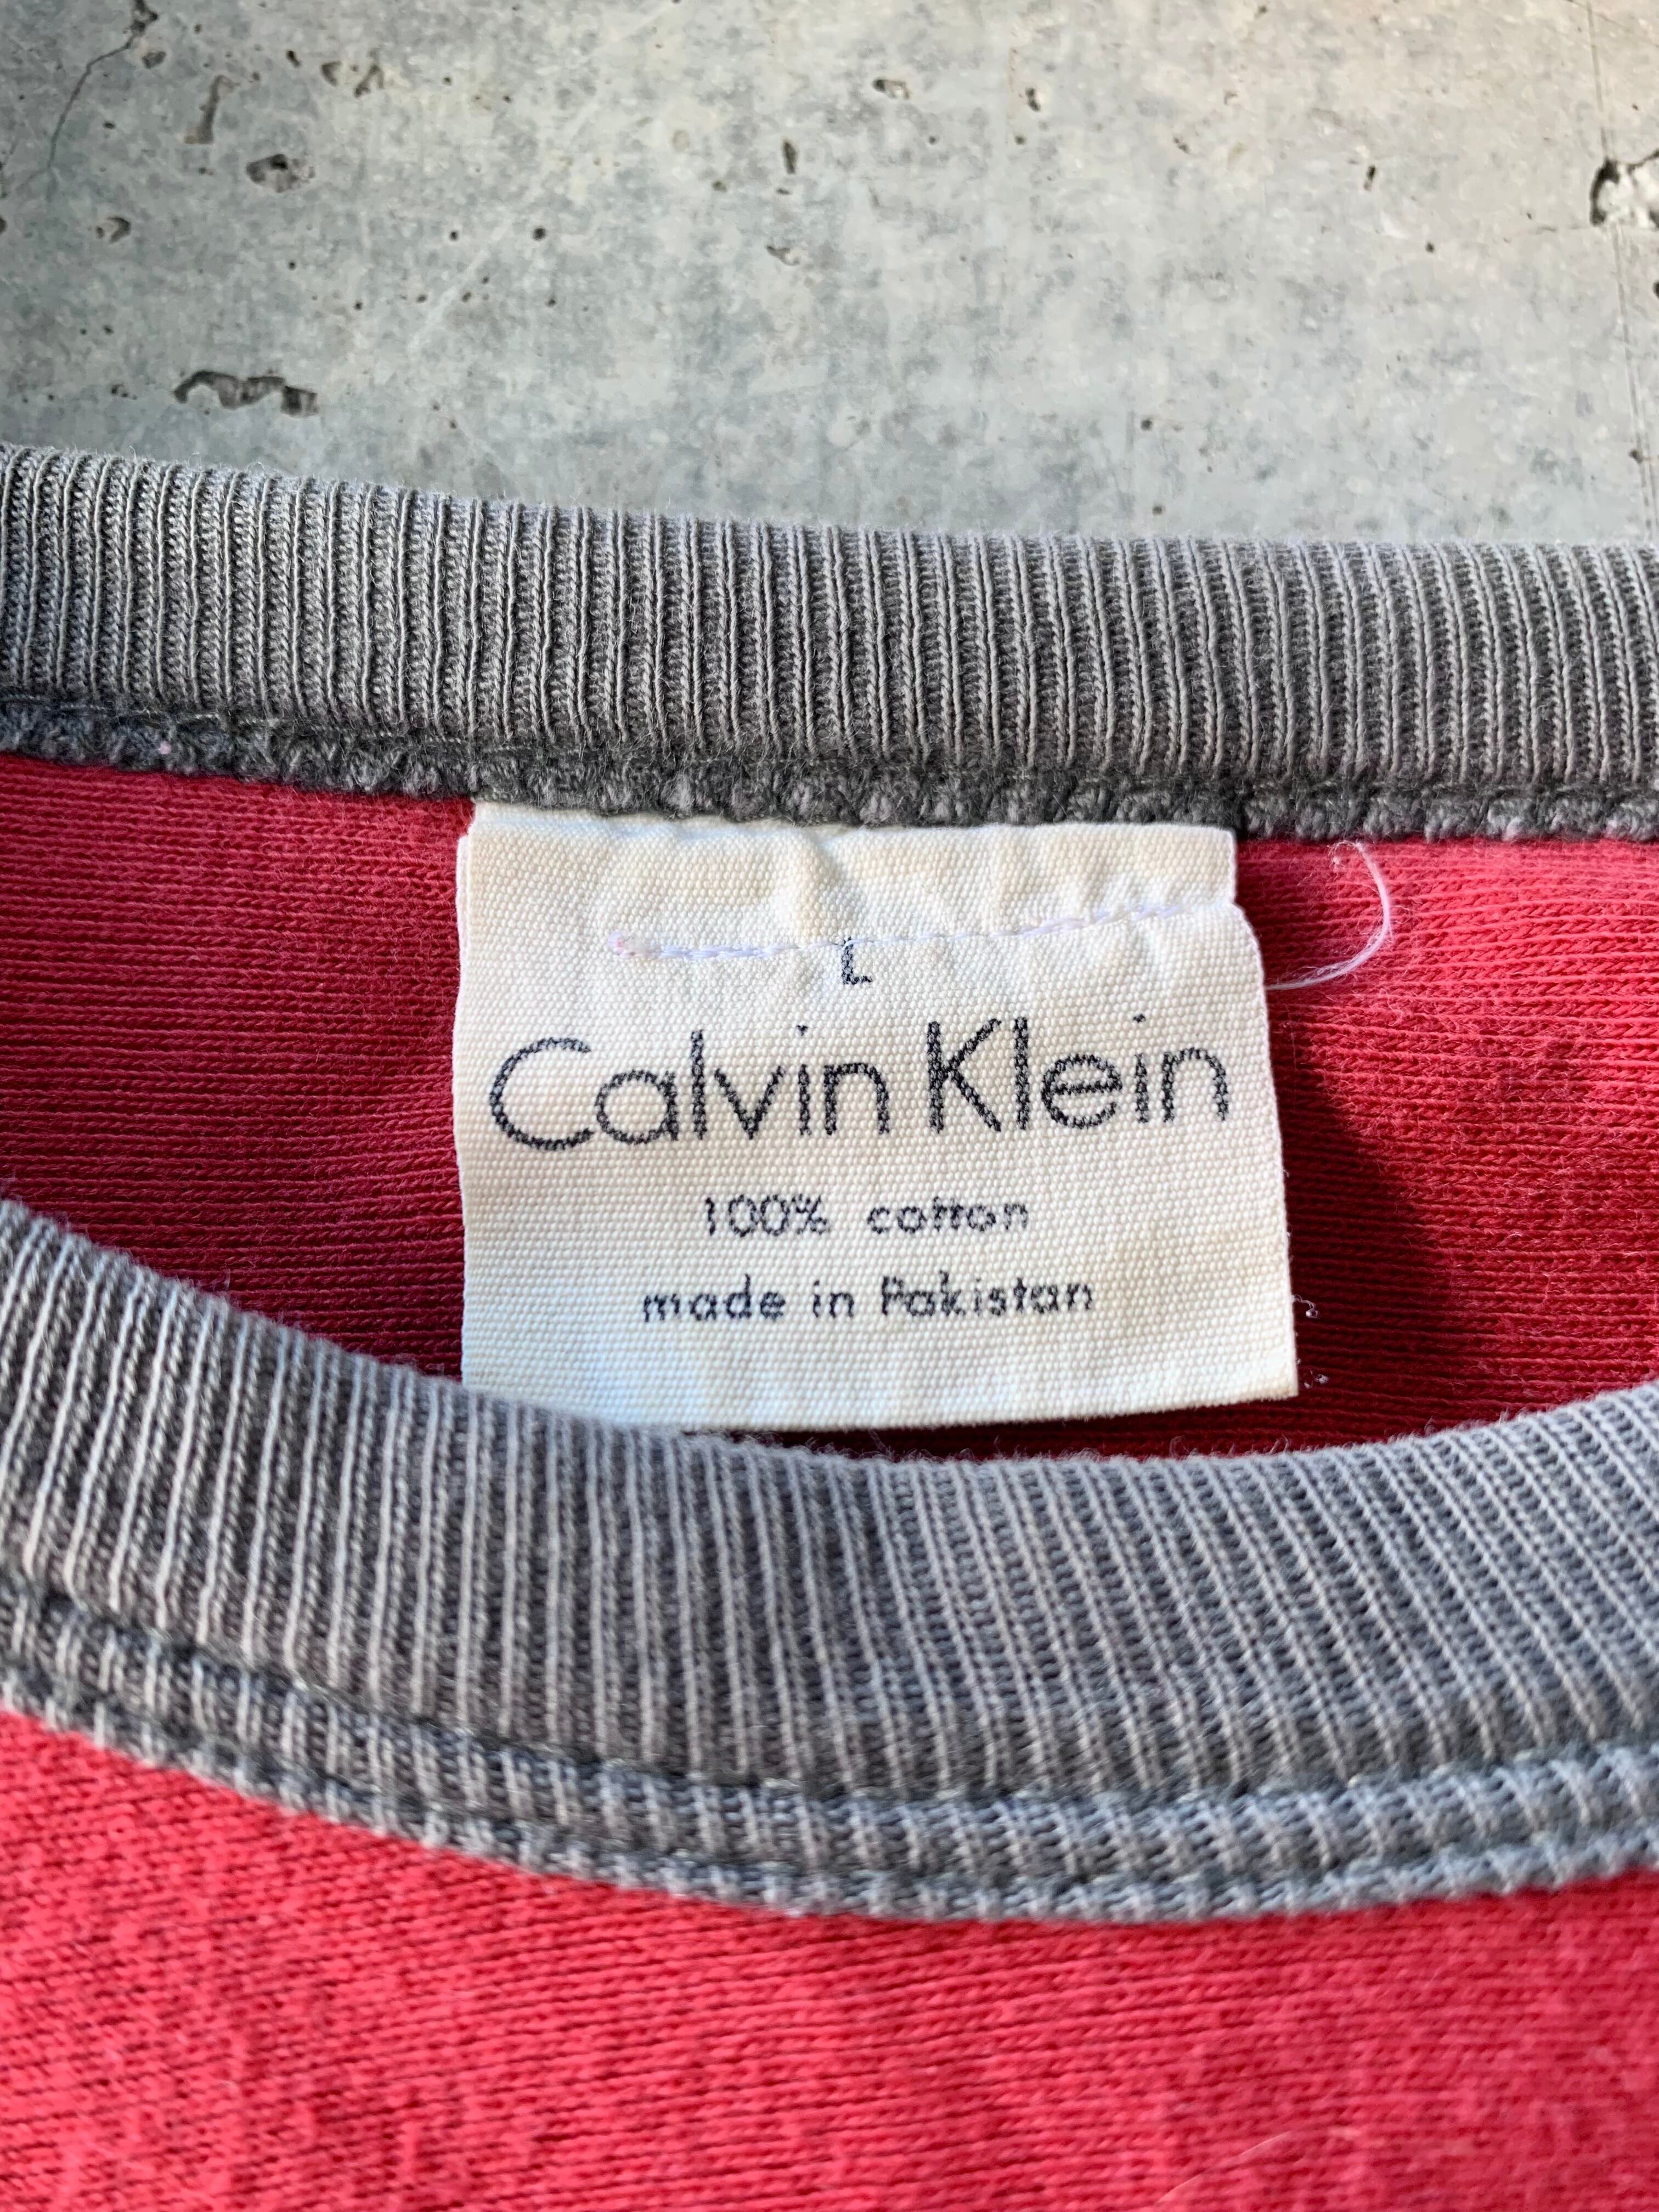 L
Calvin Klein
100% cotton
made in Pakistan